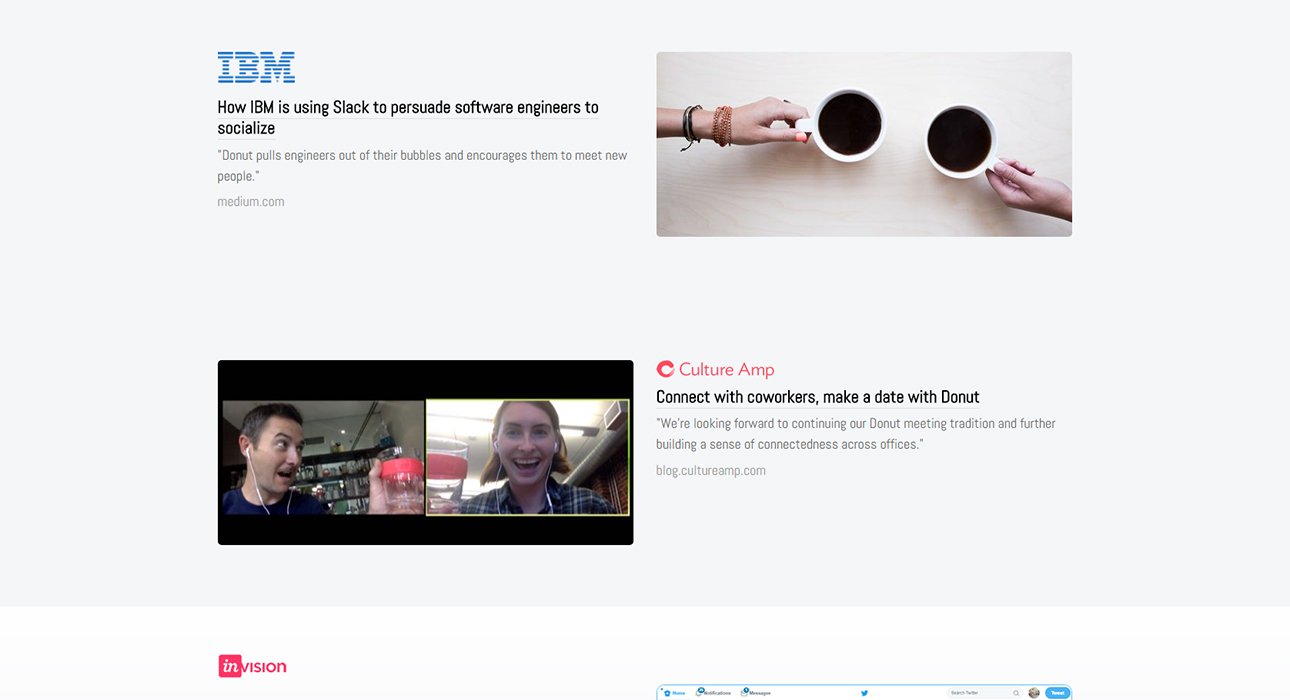 IBM
How IBM is using Slack to persuade software engineers to
socialize
"Donut pulls engineers out of their bubbles and encourages them to meet new
people."
medium.com
Culture Amp
Connect with coworkers, make a date with Donut
"We're looking forward to continuing our Donut meeting tradition and further
building a sense of connectedness across offices."
blog.cultureamp.com
invision
Home Notifications Messages Search Twitter Tweet